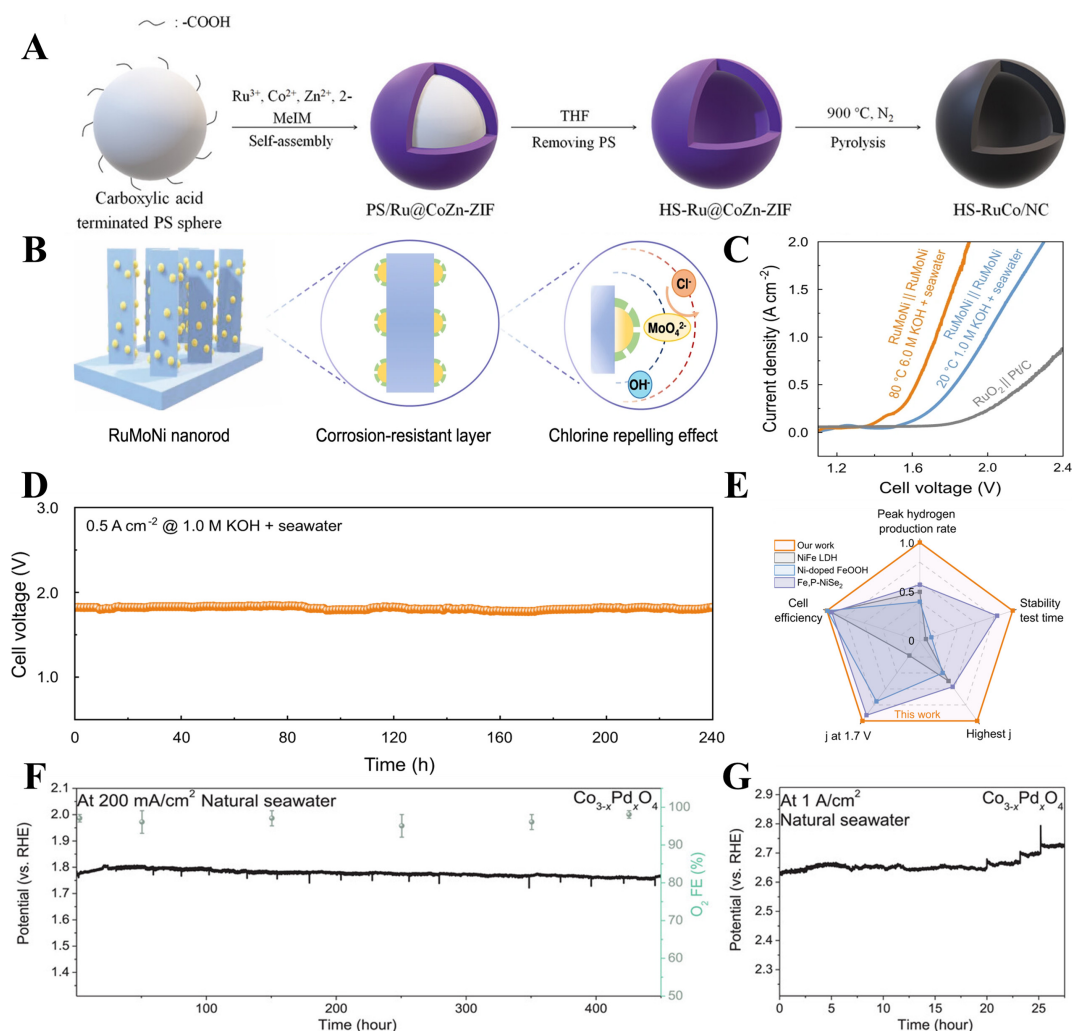 : -COOH
A
Ru³⁺, Co²⁺, Zn²⁺, 2-
MeIM
Self-assembly
THF
Removing PS
900 °C, N₂
Pyrolysis
Carboxylic acid
terminated PS sphere
PS/Ru@CoZn-ZIF
HS-Ru@CoZn-ZIF
HS-RuCo/NC
B
Cl⁻
MoO₄²⁻
OH⁻
RuMoNi nanorod
Corrosion-resistant layer
Chlorine repelling effect
C
Current density (A cm⁻²)
2.0
1.5
1.0
0.5
0.0
RuMoNi || RuMoNi
80 °C 6.0 M KOH + seawater
RuMoNi || RuMoNi
20 °C 1.0 M KOH + seawater
RuO₂ || Pt/C
1.2
1.6
2.0
2.4
Cell voltage (V)
D
0.5 A cm⁻² @ 1.0 M KOH + seawater
Cell voltage (V)
3.0
2.0
1.0
0
40
80
120
160
200
240
Time (h)
E
Peak hydrogen
production rate
1.0
0.5
0
Our work
NiFe LDH
Ni-doped FeOOH
Fe,P-NiSe₂
Cell
efficiency
Stability
test time
This work
j at 1.7 V
Highest j
F
At 200 mA/cm² Natural seawater
Co₃₋ₓPdₓO₄
Potential (vs. RHE)
2.1
2.0
1.9
1.8
1.7
1.6
1.5
1.4
100
90
80
70
60
50
O₂ FE (%)
100
200
300
400
Time (hour)
G
At 1 A/cm²
Natural seawater
Co₃₋ₓPdₓO₄
Potential (vs. RHE)
2.9
2.8
2.7
2.6
2.5
2.4
2.3
2.2
0
5
10
15
20
25
Time (hour)